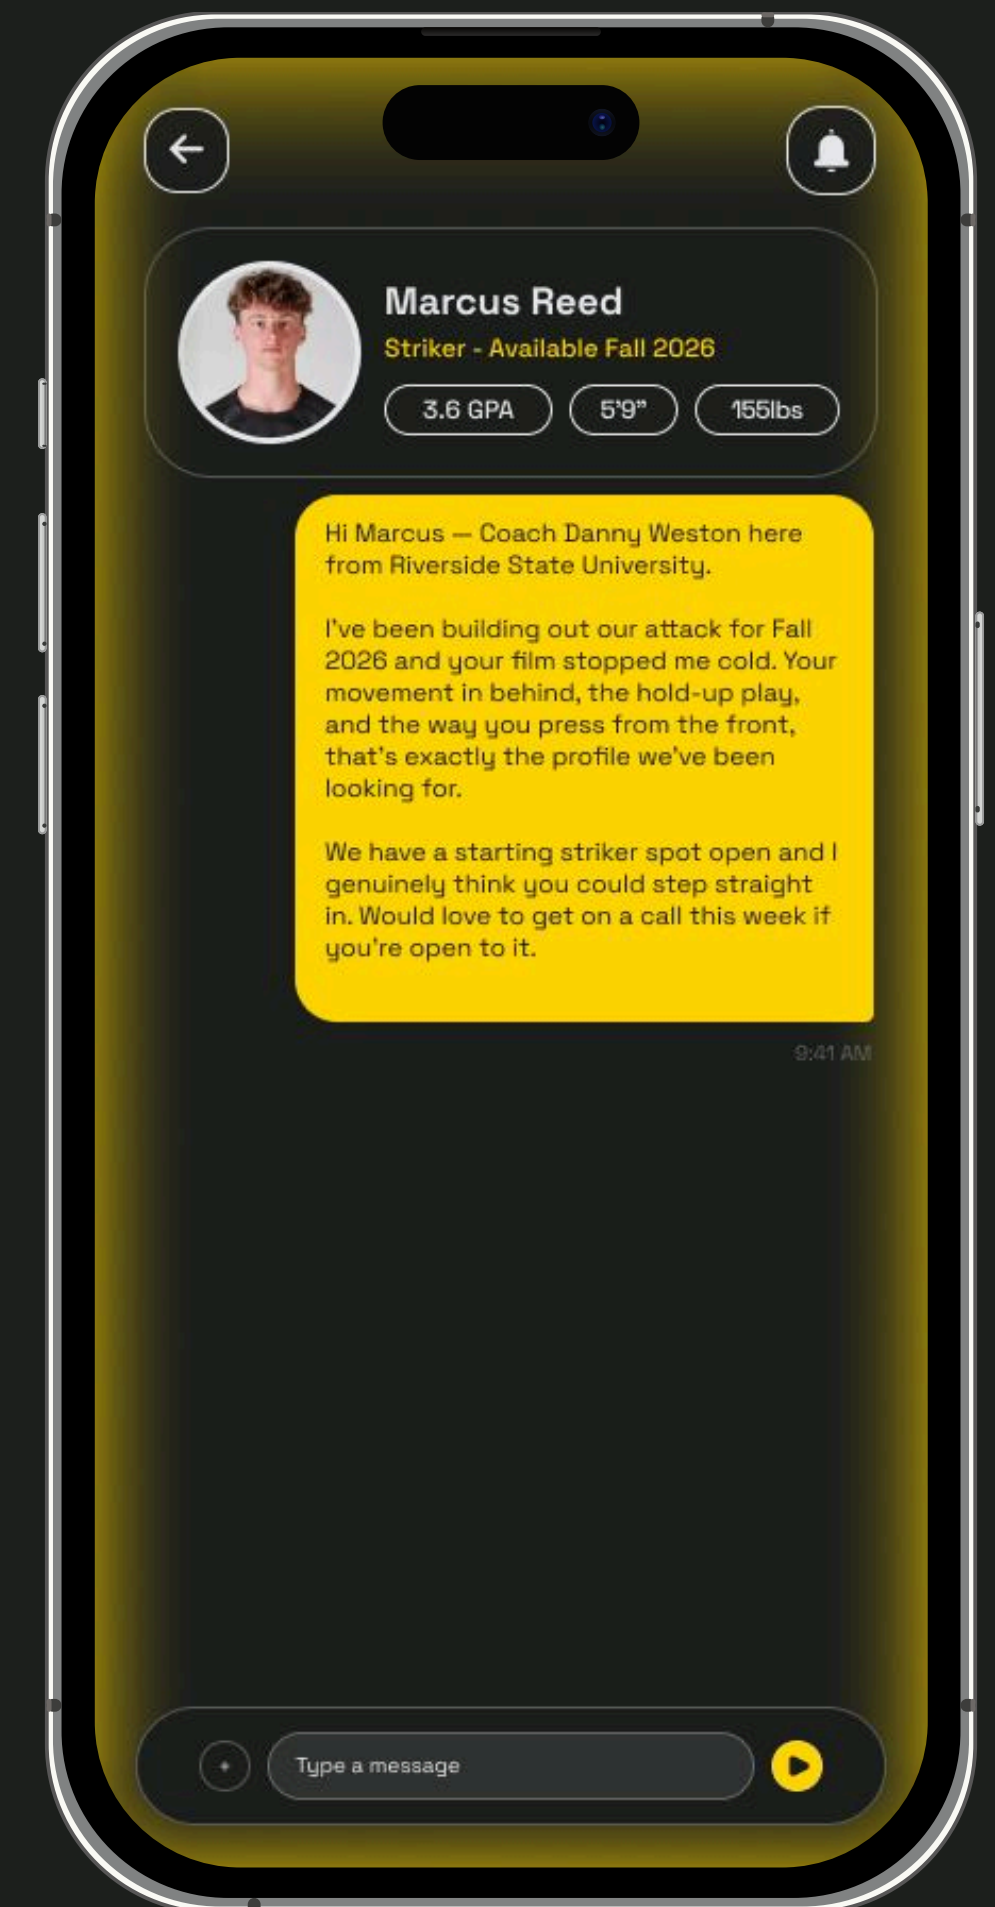 Marcus Reed
Striker - Available Fall 2026
3.6 GPA 5'9" 155lbs
Hi Marcus — Coach Danny Weston here
from Riverside State University.
I've been building out our attack for Fall
2026 and your film stopped me cold. Your
movement in behind, the hold-up play,
and the way you press from the front,
that's exactly the profile we've been
looking for.
We have a starting striker spot open and I
genuinely think you could step straight
in. Would love to get on a call this week if
you're open to it.
9:41 AM
Type a message